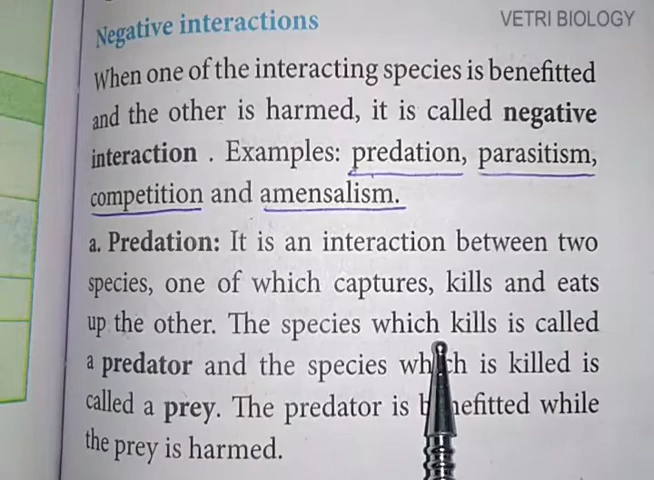 VETRI BIOLOGY
Negative interactions
When one of the interacting species is benefitted
and the other is harmed, it is called negative
interaction . Examples: predation, parasitism,
competition and amensalism.
a. Predation: It is an interaction between two
species, one of which captures, kills and eats
up the other. The species which kills is called
a predator and the species which is killed is
called a prey. The predator is benefitted while
the prey is harmed.